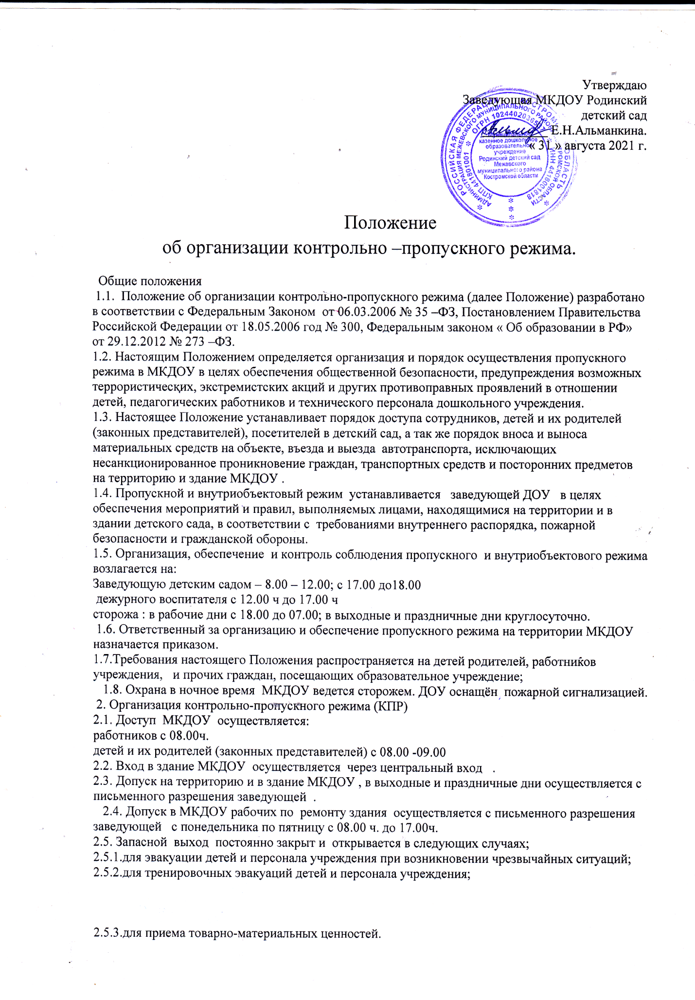 Утверждаю
Заведующая МКДОУ Родинский
детский сад
Е.Н.Альманкина.
« 31 » августа 2021 г.
РОССИЙСКАЯ ФЕДЕРАЦИЯ КОСТРОМСКАЯ ОБЛАСТЬ
АДМИНИСТРАЦИЯ МЕЖЕВСКОГО МУНИЦИПАЛЬНОГО РАЙОНА КОСТРОМСКОЙ ОБЛАСТИ
КПП 441801001 * ОГРН * ИНН 4418001818
Муниципальное
казенное дошкольное
образовательное
учреждение
Родинский детский сад
Межевского
муниципального района
Костромской области
Положение
об организации контрольно –пропускного режима.
Общие положения
1.1. Положение об организации контрольно-пропускного режима (далее Положение) разработано
в соответствии с Федеральным Законом от 06.03.2006 № 35 –ФЗ, Постановлением Правительства
Российской Федерации от 18.05.2006 год № 300, Федеральным законом « Об образовании в РФ»
от 29.12.2012 № 273 –ФЗ.
1.2. Настоящим Положением определяется организация и порядок осуществления пропускного
режима в МКДОУ в целях обеспечения общественной безопасности, предупреждения возможных
террористических, экстремистских акций и других противоправных проявлений в отношении
детей, педагогических работников и технического персонала дошкольного учреждения.
1.3. Настоящее Положение устанавливает порядок доступа сотрудников, детей и их родителей
(законных представителей), посетителей в детский сад, а так же порядок вноса и выноса
материальных средств на объекте, въезда и выезда автотранспорта, исключающих
несанкционированное проникновение граждан, транспортных средств и посторонних предметов
на территорию и здание МКДОУ .
1.4. Пропускной и внутриобъектовый режим устанавливается заведующей ДОУ в целях
обеспечения мероприятий и правил, выполняемых лицами, находящимися на территории и в
здании детского сада, в соответствии с требованиями внутреннего распорядка, пожарной
безопасности и гражданской обороны.
1.5. Организация, обеспечение и контроль соблюдения пропускного и внутриобъектового режима
возлагается на:
Заведующую детским садом – 8.00 – 12.00; с 17.00 до18.00
дежурного воспитателя с 12.00 ч до 17.00 ч
сторожа : в рабочие дни с 18.00 до 07.00; в выходные и праздничные дни круглосуточно.
1.6. Ответственный за организацию и обеспечение пропускного режима на территории МКДОУ
назначается приказом.
1.7.Требования настоящего Положения распространяется на детей родителей, работников
учреждения, и прочих граждан, посещающих образовательное учреждение;
1.8. Охрана в ночное время МКДОУ ведется сторожем. ДОУ оснащён пожарной сигнализацией.
2. Организация контрольно-пропускного режима (КПР)
2.1. Доступ МКДОУ осуществляется:
работников с 08.00ч.
детей и их родителей (законных представителей) с 08.00 -09.00
2.2. Вход в здание МКДОУ осуществляется через центральный вход .
2.3. Допуск на территорию и в здание МКДОУ , в выходные и праздничные дни осуществляется с
письменного разрешения заведующей .
2.4. Допуск в МКДОУ рабочих по ремонту здания осуществляется с письменного разрешения
заведующей с понедельника по пятницу с 08.00 ч. до 17.00ч.
2.5. Запасной выход постоянно закрыт и открывается в следующих случаях;
2.5.1.для эвакуации детей и персонала учреждения при возникновении чрезвычайных ситуаций;
2.5.2.для тренировочных эвакуаций детей и персонала учреждения;
2.5.3.для приема товарно-материальных ценностей.